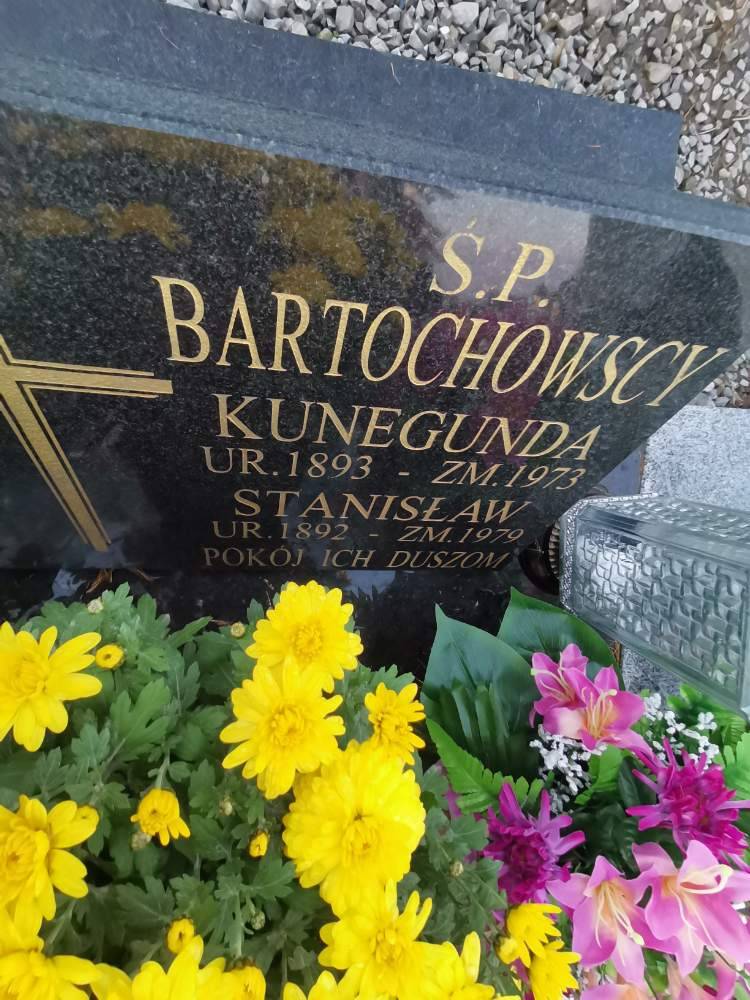 Ś.P.
BARTOCHOWSCY
KUNEGUNDA
UR.1893 - ZM.1973
STANISŁAW
UR.1892 - ZM.1979
POKÓJ ICH DUSZOM